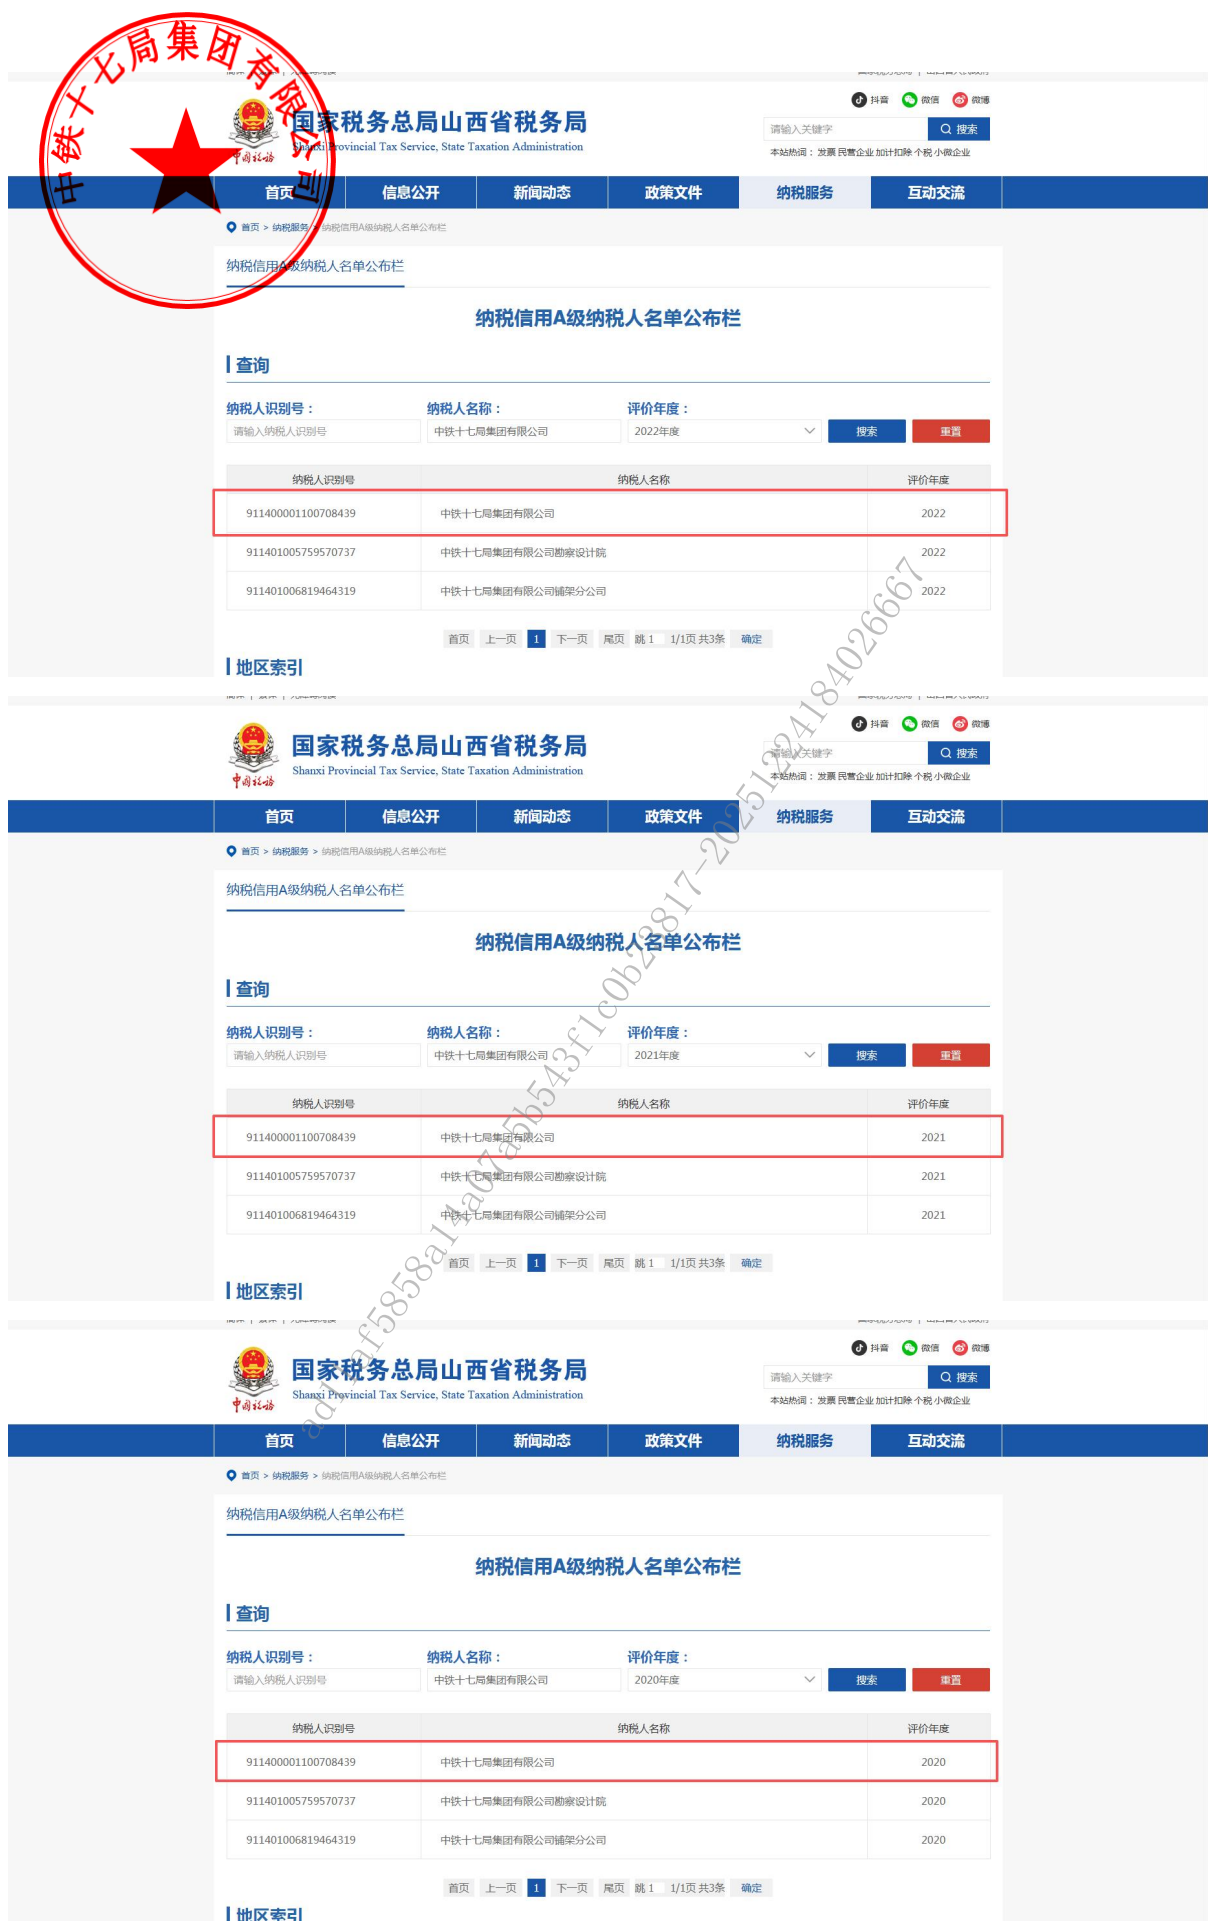 中铁十七局集团有限公司
抖音 微信 微博
国家税务总局山西省税务局
Shanxi Provincial Tax Service, State Taxation Administration
请输入关键字 搜索
本站热词： 发票 民营企业 加计扣除 个税 小微企业
首页 信息公开 新闻动态 政策文件 纳税服务 互动交流
首页 > 纳税服务 > 纳税信用A级纳税人名单公布栏
纳税信用A级纳税人名单公布栏
纳税信用A级纳税人名单公布栏
查询
纳税人识别号： 纳税人名称： 评价年度：
请输入纳税人识别号 中铁十七局集团有限公司 2022年度 搜索 重置
纳税人识别号 纳税人名称 评价年度
911400001100708439 中铁十七局集团有限公司 2022
911401005759570737 中铁十七局集团有限公司勘察设计院 2022
911401006819464319 中铁十七局集团有限公司铺架分公司 2022
首页 上一页 1 下一页 尾页 跳 1 1/1页 共3条 确定
地区索引
抖音 微信 微博
国家税务总局山西省税务局
Shanxi Provincial Tax Service, State Taxation Administration
请输入关键字 搜索
本站热词： 发票 民营企业 加计扣除 个税 小微企业
首页 信息公开 新闻动态 政策文件 纳税服务 互动交流
首页 > 纳税服务 > 纳税信用A级纳税人名单公布栏
纳税信用A级纳税人名单公布栏
纳税信用A级纳税人名单公布栏
查询
纳税人识别号： 纳税人名称： 评价年度：
请输入纳税人识别号 中铁十七局集团有限公司 2021年度 搜索 重置
纳税人识别号 纳税人名称 评价年度
911400001100708439 中铁十七局集团有限公司 2021
911401005759570737 中铁十七局集团有限公司勘察设计院 2021
911401006819464319 中铁十七局集团有限公司铺架分公司 2021
首页 上一页 1 下一页 尾页 跳 1 1/1页 共3条 确定
地区索引
抖音 微信 微博
国家税务总局山西省税务局
Shanxi Provincial Tax Service, State Taxation Administration
请输入关键字 搜索
本站热词： 发票 民营企业 加计扣除 个税 小微企业
首页 信息公开 新闻动态 政策文件 纳税服务 互动交流
首页 > 纳税服务 > 纳税信用A级纳税人名单公布栏
纳税信用A级纳税人名单公布栏
纳税信用A级纳税人名单公布栏
查询
纳税人识别号： 纳税人名称： 评价年度：
请输入纳税人识别号 中铁十七局集团有限公司 2020年度 搜索 重置
纳税人识别号 纳税人名称 评价年度
911400001100708439 中铁十七局集团有限公司 2020
911401005759570737 中铁十七局集团有限公司勘察设计院 2020
911401006819464319 中铁十七局集团有限公司铺架分公司 2020
首页 上一页 1 下一页 尾页 跳 1 1/1页 共3条 确定
地区索引